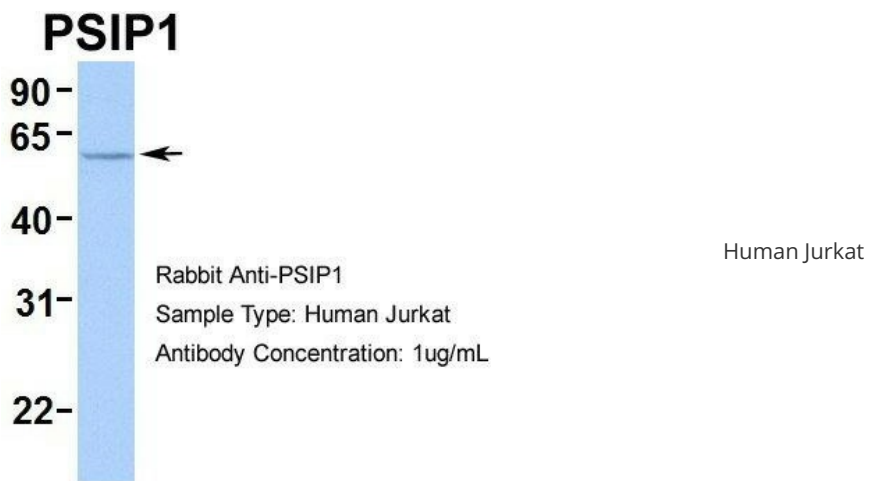 PSIP1
90-
65-
40-
31-
22-
Rabbit Anti-PSIP1
Sample Type: Human Jurkat
Antibody Concentration: 1ug/mL
Human Jurkat